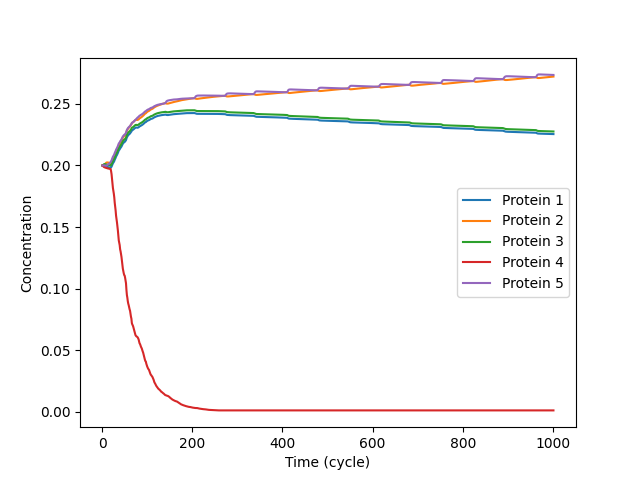 0.25
0.20
0.15
0.10
0.05
0.00
Concentration
Protein 1
Protein 2
Protein 3
Protein 4
Protein 5
0 200 400 600 800 1000
Time (cycle)